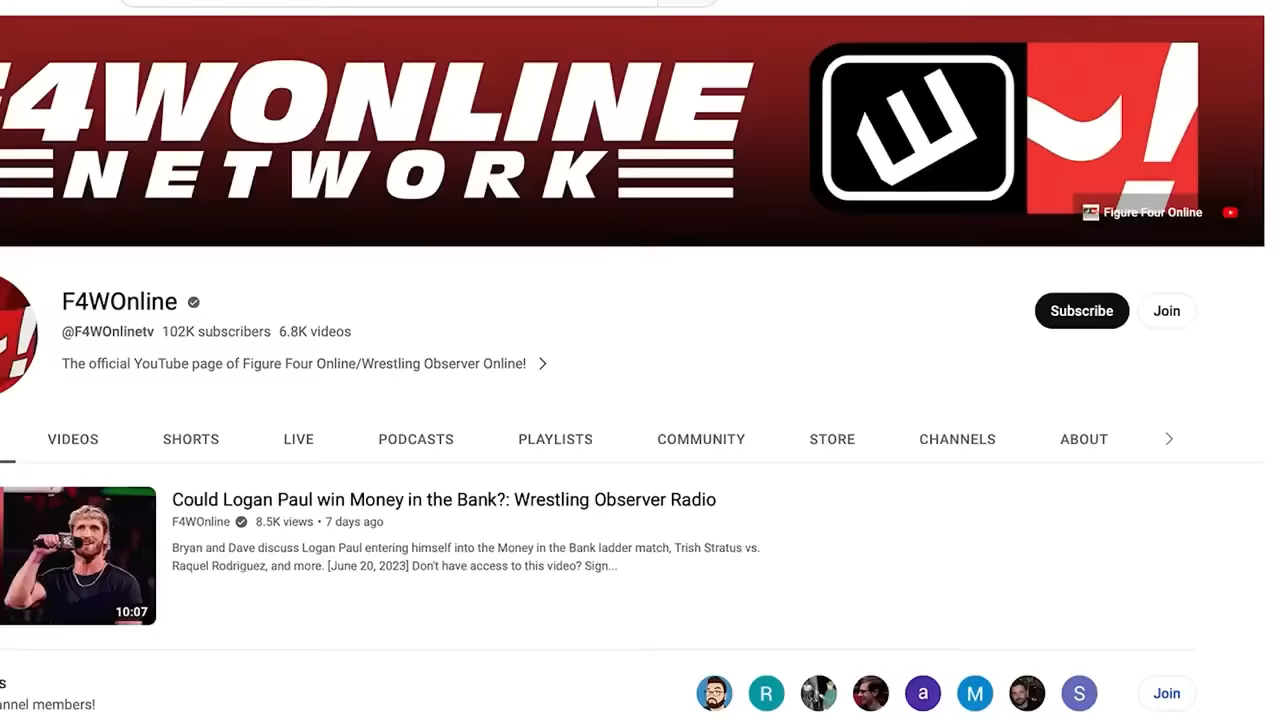 4WONLINE
NETWORK
Figure Four Online
F4WOnline
@F4WOnlinetv 102K subscribers 6.8K videos
The official YouTube page of Figure Four Online/Wrestling Observer Online!
Subscribe
Join
VIDEOS SHORTS LIVE PODCASTS PLAYLISTS COMMUNITY STORE CHANNELS ABOUT
Could Logan Paul win Money in the Bank?: Wrestling Observer Radio
F4WOnline 8.5K views • 7 days ago
Bryan and Dave discuss Logan Paul entering himself into the Money in the Bank ladder match, Trish Stratus vs.
Raquel Rodriguez, and more. [June 20, 2023] Don't have access to this video? Sign...
10:07
R
a
M
S
Join
members!